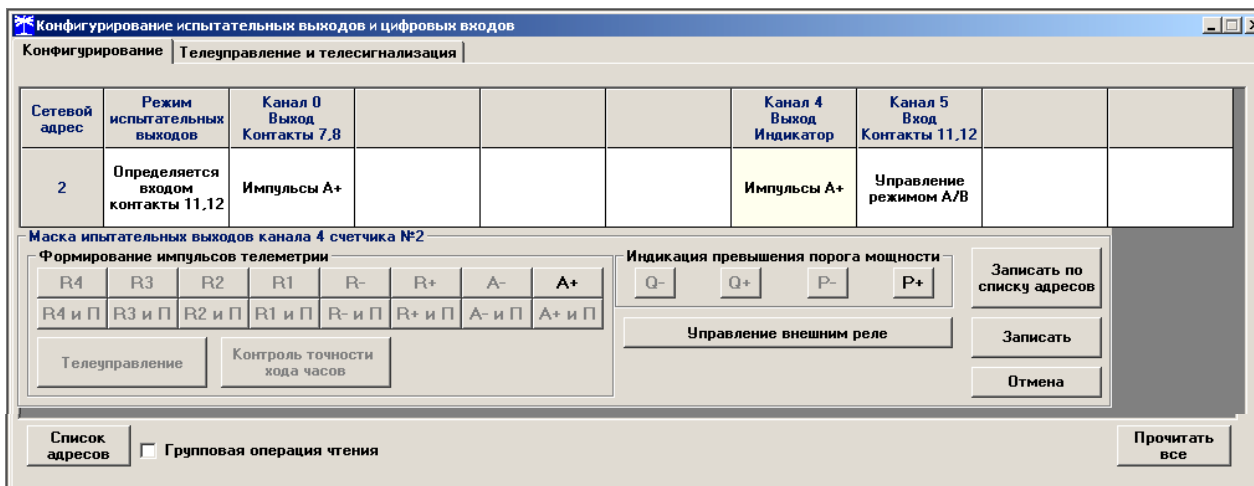 Конфигурирование испытательных выходов и цифровых входов
Конфигурирование Телеуправление и телесигнализация
Сетевой адрес
Режим испытательных выходов
Канал 0 Выход Контакты 7,8
Канал 4 Выход Индикатор
Канал 5 Вход Контакты 11,12
2
Определяется входом контакты 11,12
Импульсы А+
Импульсы А+
Управление режимом А/В
Маска ипытательных выходов канала 4 счетчика №2
Формирование импульсов телеметрии
R4 R3 R2 R1 R- R+ A- A+
R4 и П R3 и П R2 и П R1 и П R- и П R+ и П A- и П A+ и П
Телеуправление
Контроль точности хода часов
Индикация превышения порога мощности
Q- Q+ P- P+
Управление внешним реле
Записать по списку адресов
Записать
Отмена
Список адресов
Групповая операция чтения
Прочитать все